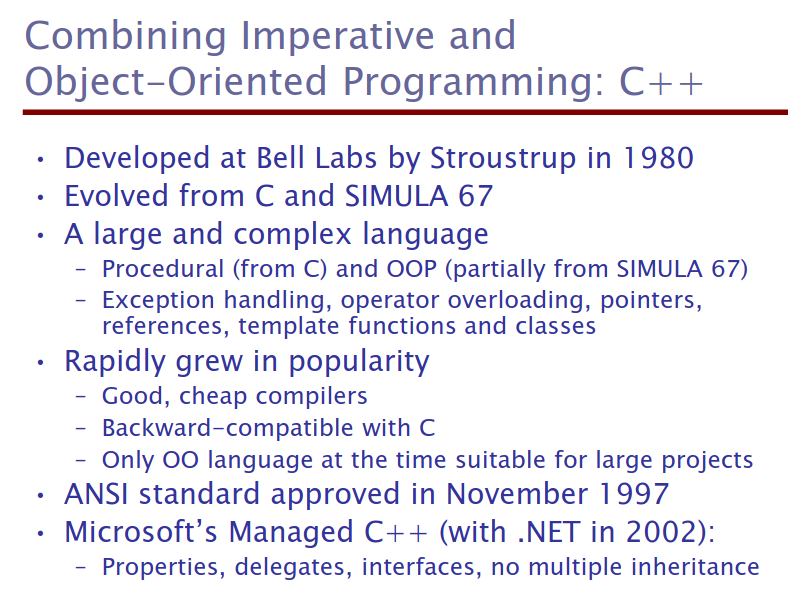 Combining Imperative and
Object-Oriented Programming: C++
• Developed at Bell Labs by Stroustrup in 1980
• Evolved from C and SIMULA 67
• A large and complex language
– Procedural (from C) and OOP (partially from SIMULA 67)
– Exception handling, operator overloading, pointers,
references, template functions and classes
• Rapidly grew in popularity
– Good, cheap compilers
– Backward-compatible with C
– Only OO language at the time suitable for large projects
• ANSI standard approved in November 1997
• Microsoft’s Managed C++ (with .NET in 2002):
– Properties, delegates, interfaces, no multiple inheritance